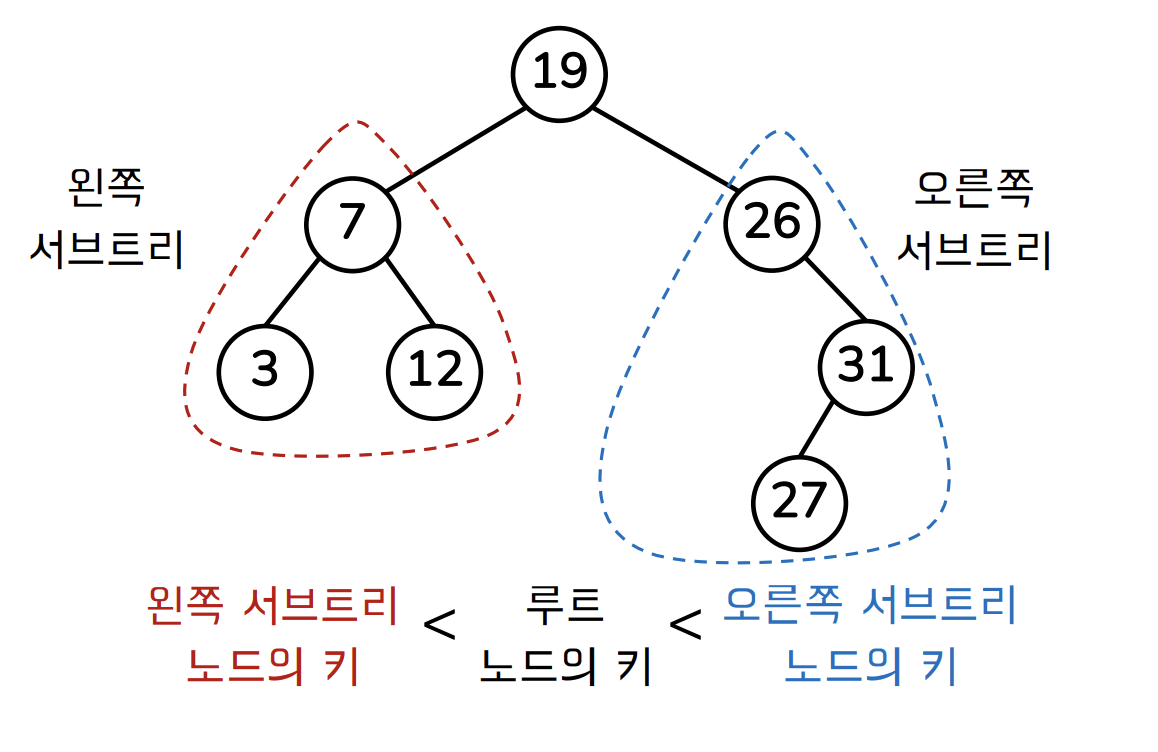 19
왼쪽
서브트리
7
26
오른쪽
서브트리
3
12
31
27
왼쪽 서브트리
노드의 키
<
루트
노드의 키
<
오른쪽 서브트리
노드의 키